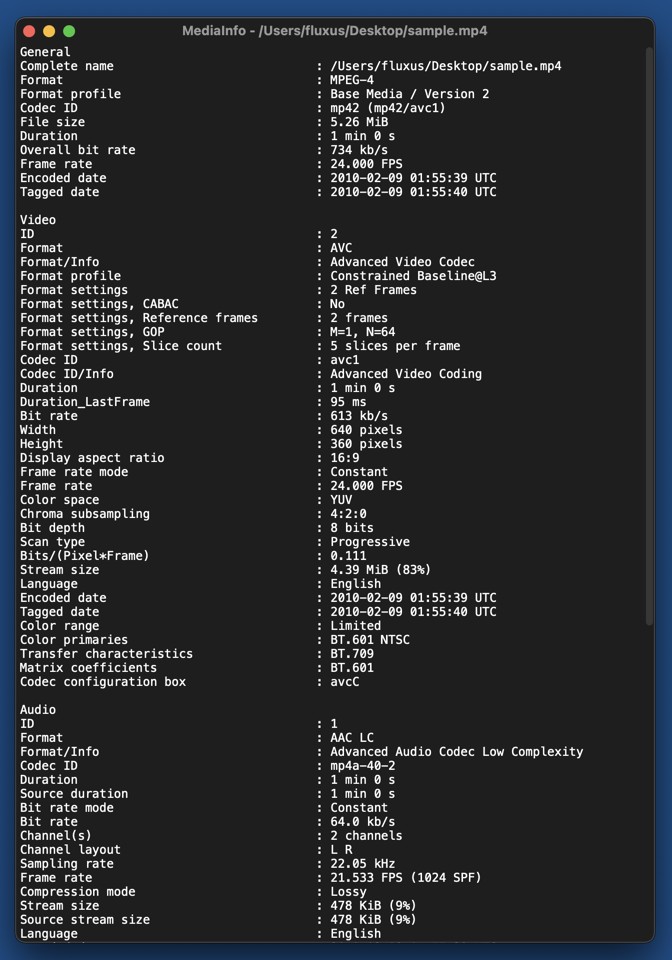 MediaInfo - /Users/fluxus/Desktop/sample.mp4
General
Complete name : /Users/fluxus/Desktop/sample.mp4
Format : MPEG-4
Format profile : Base Media / Version 2
Codec ID : mp42 (mp42/avc1)
File size : 5.26 MiB
Duration : 1 min 0 s
Overall bit rate : 734 kb/s
Frame rate : 24.000 FPS
Encoded date : 2010-02-09 01:55:39 UTC
Tagged date : 2010-02-09 01:55:40 UTC
Video
ID : 2
Format : AVC
Format/Info : Advanced Video Codec
Format profile : Constrained Baseline@L3
Format settings : 2 Ref Frames
Format settings, CABAC : No
Format settings, Reference frames : 2 frames
Format settings, GOP : M=1, N=64
Format settings, Slice count : 5 slices per frame
Codec ID : avc1
Codec ID/Info : Advanced Video Coding
Duration : 1 min 0 s
Duration_LastFrame : 95 ms
Bit rate : 613 kb/s
Width : 640 pixels
Height : 360 pixels
Display aspect ratio : 16:9
Frame rate mode : Constant
Frame rate : 24.000 FPS
Color space : YUV
Chroma subsampling : 4:2:0
Bit depth : 8 bits
Scan type : Progressive
Bits/(Pixel*Frame) : 0.111
Stream size : 4.39 MiB (83%)
Language : English
Encoded date : 2010-02-09 01:55:39 UTC
Tagged date : 2010-02-09 01:55:40 UTC
Color range : Limited
Color primaries : BT.601 NTSC
Transfer characteristics : BT.709
Matrix coefficients : BT.601
Codec configuration box : avcC
Audio
ID : 1
Format : AAC LC
Format/Info : Advanced Audio Codec Low Complexity
Codec ID : mp4a-40-2
Duration : 1 min 0 s
Source duration : 1 min 0 s
Bit rate mode : Constant
Bit rate : 64.0 kb/s
Channel(s) : 2 channels
Channel layout : L R
Sampling rate : 22.05 kHz
Frame rate : 21.533 FPS (1024 SPF)
Compression mode : Lossy
Stream size : 478 KiB (9%)
Source stream size : 478 KiB (9%)
Language : English